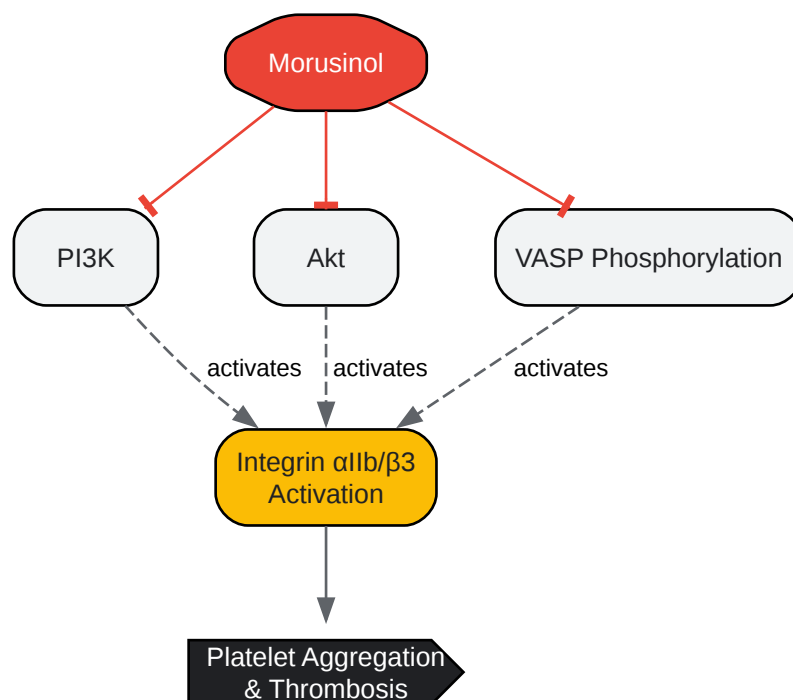 Morusinol
PI3K
Akt
VASP Phosphorylation
activates
activates
activates
Integrin αIIb/β3
Activation
Platelet Aggregation
& Thrombosis